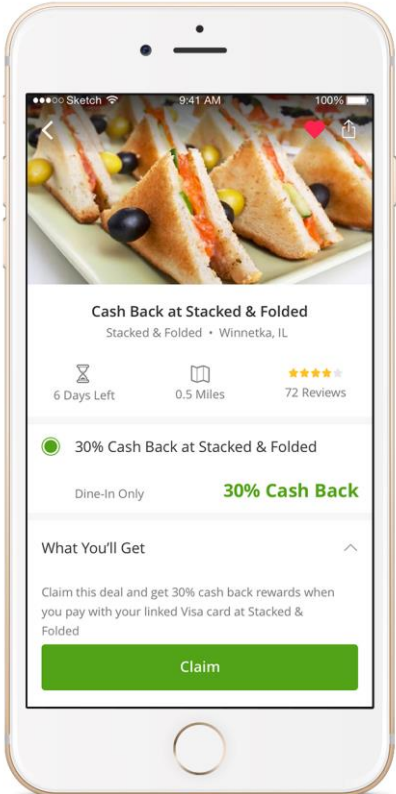 ●●●○○ Sketch 9:41 AM 100%
Cash Back at Stacked & Folded
Stacked & Folded • Winnetka, IL
6 Days Left 0.5 Miles 72 Reviews
30% Cash Back at Stacked & Folded
Dine-In Only 30% Cash Back
What You'll Get
Claim this deal and get 30% cash back rewards when
you pay with your linked Visa card at Stacked &
Folded
Claim